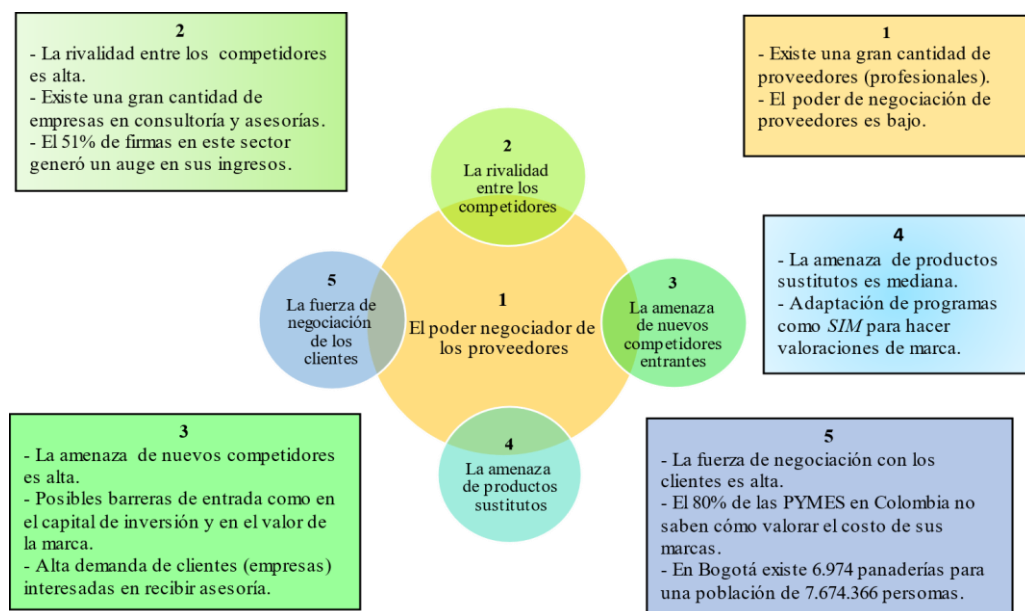 2
- La rivalidad entre los competidores
es alta.
- Existe una gran cantidad de
empresas en consultoría y asesorías.
- El 51% de firmas en este sector
generó un auge en sus ingresos.
1
- Existe una gran cantidad de
proveedores (profesionales).
- El poder de negociación de
proveedores es bajo.
2
La rivalidad
entre los
competidores
5
La fuerza de
negociación
de los
clientes
1
El poder negociador de
los proveedores
3
La amenaza
de nuevos
competidores
entrantes
4
- La amenaza de productos
sustitutos es mediana.
- Adaptación de programas
como SIM para hacer
valoraciones de marca.
4
La amenaza
de productos
sustitutos
3
- La amenaza de nuevos competidores
es alta.
- Posibles barreras de entrada como en
el capital de inversión y en el valor de
la marca.
- Alta demanda de clientes (empresas)
interesadas en recibir asesoría.
5
- La fuerza de negociación con los
clientes es alta.
- El 80% de las PYMES en Colombia no
saben cómo valorar el costo de sus
marcas.
- En Bogotá existe 6.974 panaderías para
una población de 7.674.366 persomas.